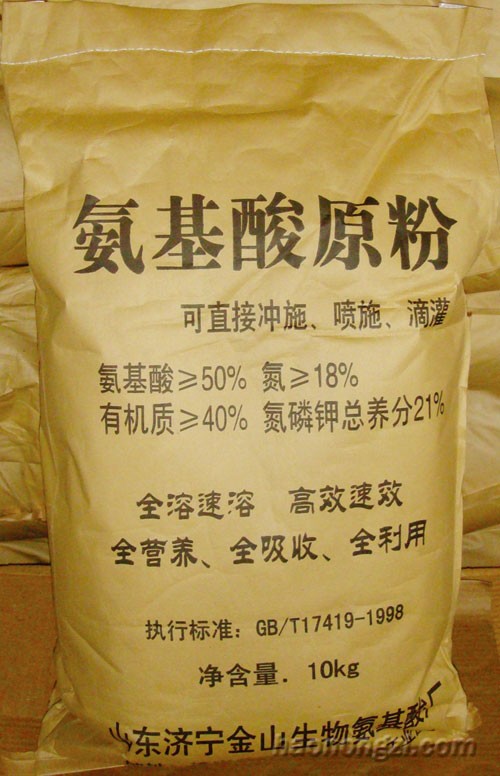 氨基酸原粉
可直接冲施、喷施、滴灌
氨基酸≥50% 氮≥18%
有机质≥40% 氮磷钾总养分21%
全溶速溶 高效速效
全营养、全吸收、全利用
执行标准：GB/T17419-1998
净含量．10kg
山东济宁金山生物氨基酸厂